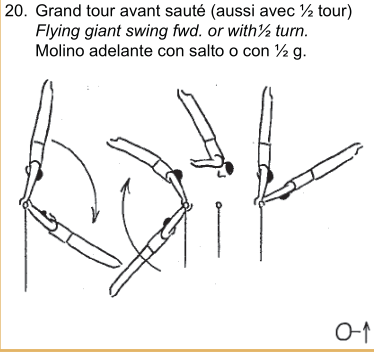 20. Grand tour avant sauté (aussi avec ½ tour)
Flying giant swing fwd. or with½ turn.
Molino adelante con salto o con ½ g.